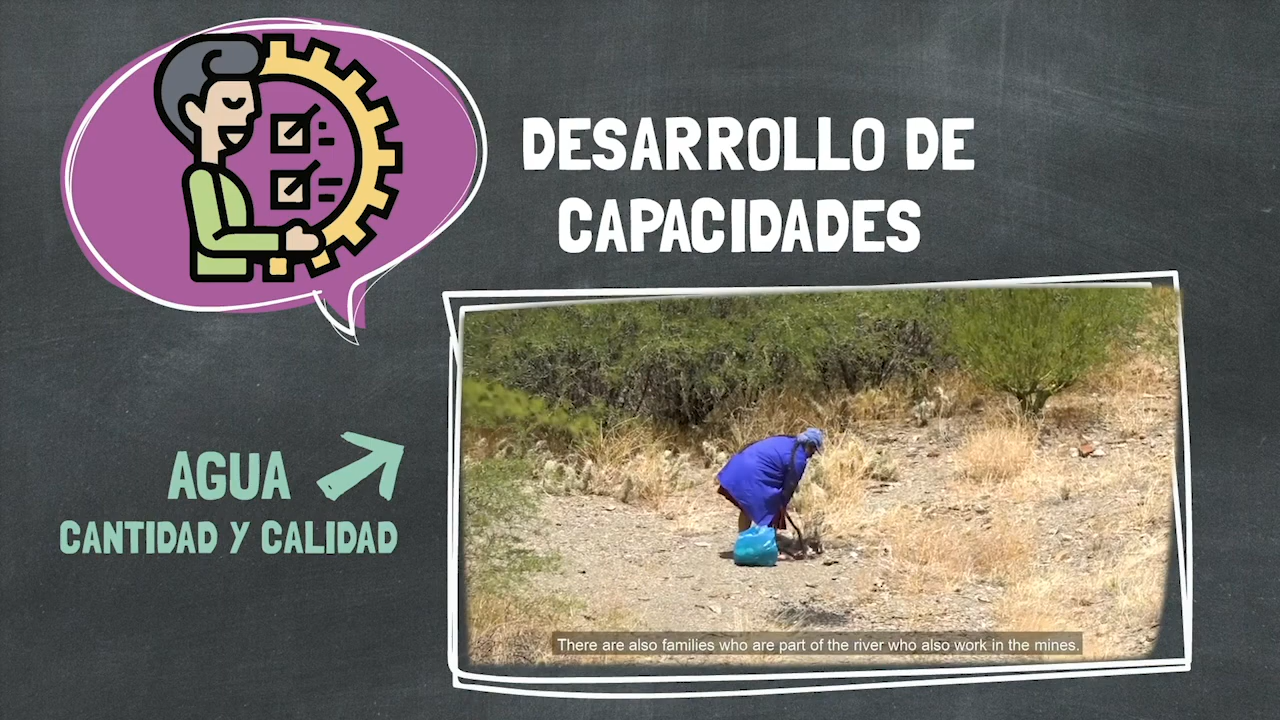 DESARROLLO DE
CAPACIDADES
AGUA
CANTIDAD Y CALIDAD
There are also families who are part of the river who also work in the mines.